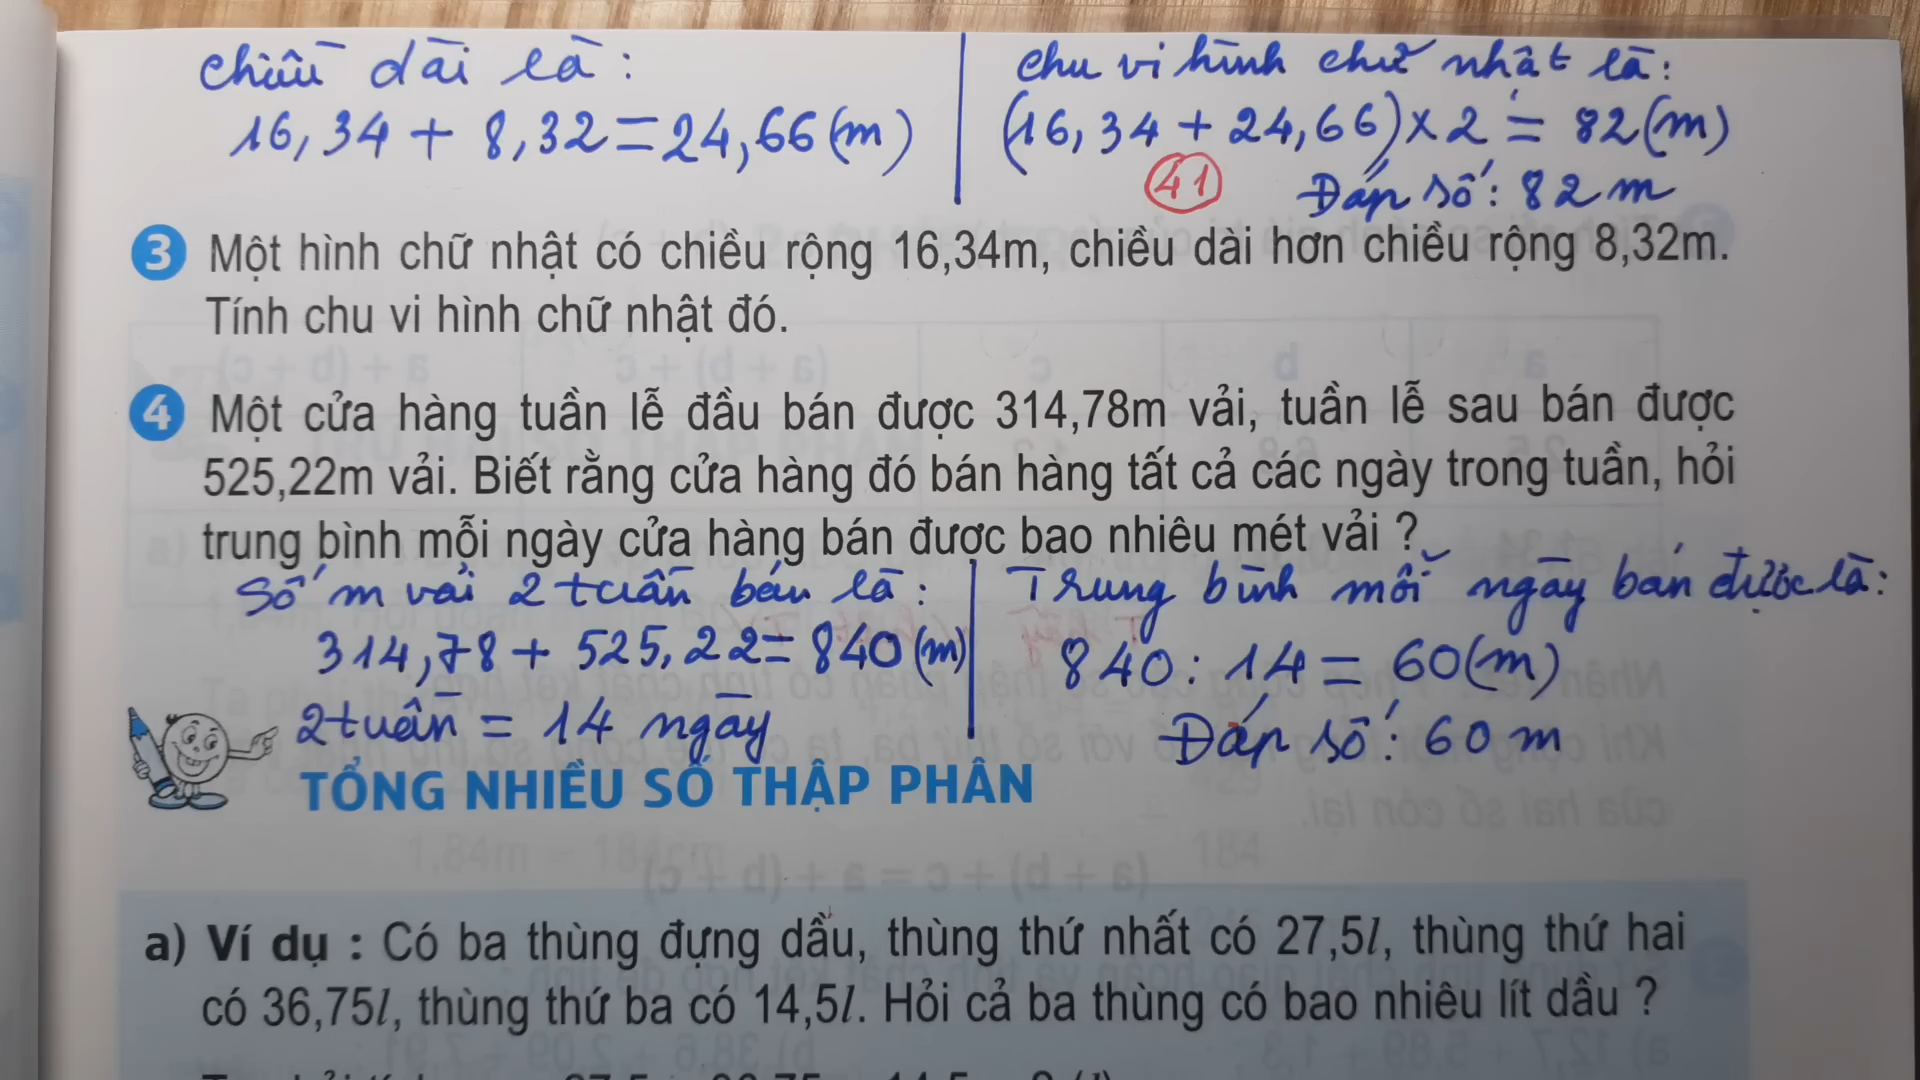 chiều dài là:
16,34 + 8,32 = 24,66 (m)
chu vi hình chữ nhật là:
(16,34 + 24,66) x 2 = 82 (m)
41
Đáp số: 82 m
3 Một hình chữ nhật có chiều rộng 16,34m, chiều dài hơn chiều rộng 8,32m.
Tính chu vi hình chữ nhật đó.
4 Một cửa hàng tuần lễ đầu bán được 314,78m vải, tuần lễ sau bán được
525,22m vải. Biết rằng cửa hàng đó bán hàng tất cả các ngày trong tuần, hỏi
trung bình mỗi ngày cửa hàng bán được bao nhiêu mét vải ?
Số m vải 2 tuần bán là:
314,78 + 525,22 = 840 (m)
2 tuần = 14 ngày
Trung bình mỗi ngày bán được là:
840 : 14 = 60 (m)
Đáp số: 60 m
TỔNG NHIỀU SỐ THẬP PHÂN
a) Ví dụ : Có ba thùng đựng dầu, thùng thứ nhất có 27,5l, thùng thứ hai
có 36,75l, thùng thứ ba có 14,5l. Hỏi cả ba thùng có bao nhiêu lít dầu ?